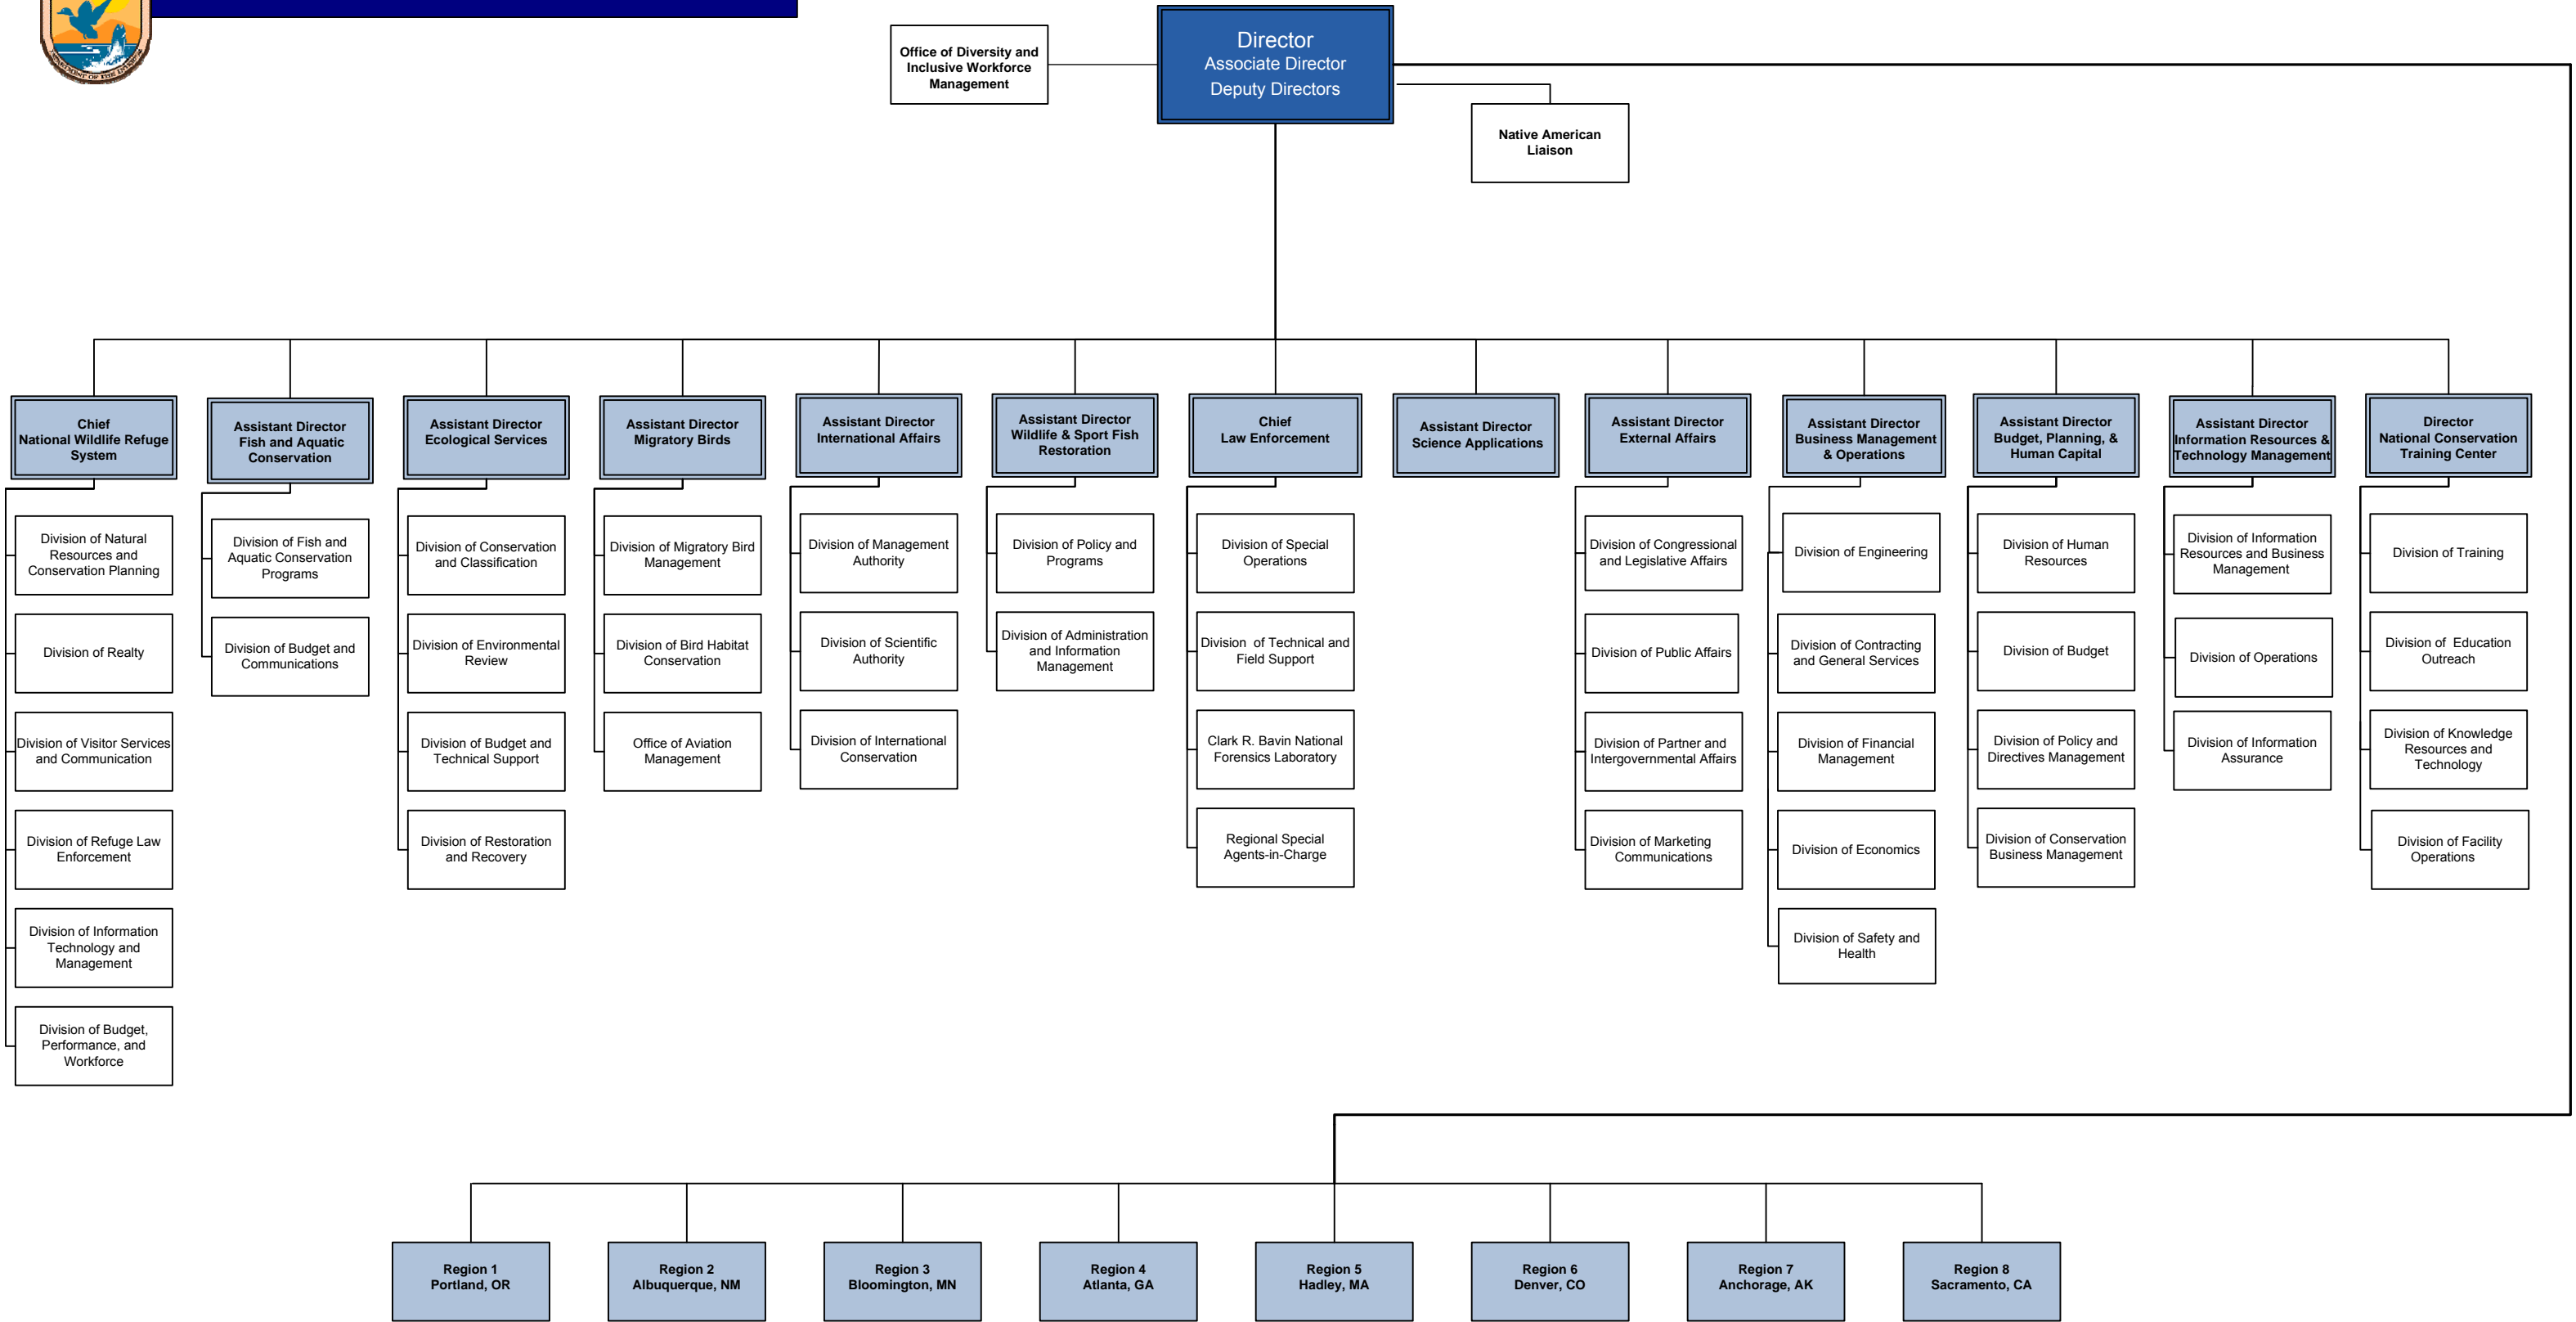 Office of Diversity and
Inclusive Workforce
Management
Director
Associate Director
Deputy Directors
Native American
Liaison
Chief
National Wildlife Refuge
System
Assistant Director
Fish and Aquatic
Conservation
Assistant Director
Ecological Services
Assistant Director
Migratory Birds
Assistant Director
International Affairs
Assistant Director
Wildlife & Sport Fish
Restoration
Chief
Law Enforcement
Assistant Director
Science Applications
Assistant Director
External Affairs
Assistant Director
Business Management
& Operations
Assistant Director
Budget, Planning, &
Human Capital
Assistant Director
Information Resources &
Technology Management
Director
National Conservation
Training Center
Division of Natural
Resources and
Conservation Planning
Division of Realty
Division of Visitor Services
and Communication
Division of Refuge Law
Enforcement
Division of Information
Technology and
Management
Division of Budget,
Performance, and
Workforce
Division of Fish and
Aquatic Conservation
Programs
Division of Budget and
Communications
Division of Conservation
and Classification
Division of Environmental
Review
Division of Budget and
Technical Support
Division of Restoration
and Recovery
Division of Migratory Bird
Management
Division of Bird Habitat
Conservation
Office of Aviation
Management
Division of Management
Authority
Division of Scientific
Authority
Division of International
Conservation
Division of Policy and
Programs
Division of Administration
and Information
Management
Division of Special
Operations
Division of Technical and
Field Support
Clark R. Bavin National
Forensics Laboratory
Regional Special
Agents-in-Charge
Division of Congressional
and Legislative Affairs
Division of Public Affairs
Division of Partner and
Intergovernmental Affairs
Division of Marketing
Communications
Division of Engineering
Division of Contracting
and General Services
Division of Financial
Management
Division of Economics
Division of Safety and
Health
Division of Human
Resources
Division of Budget
Division of Policy and
Directives Management
Division of Conservation
Business Management
Division of Information
Resources and Business
Management
Division of Operations
Division of Information
Assurance
Division of Training
Division of Education
Outreach
Division of Knowledge
Resources and
Technology
Division of Facility
Operations
Region 1
Portland, OR
Region 2
Albuquerque, NM
Region 3
Bloomington, MN
Region 4
Atlanta, GA
Region 5
Hadley, MA
Region 6
Denver, CO
Region 7
Anchorage, AK
Region 8
Sacramento, CA